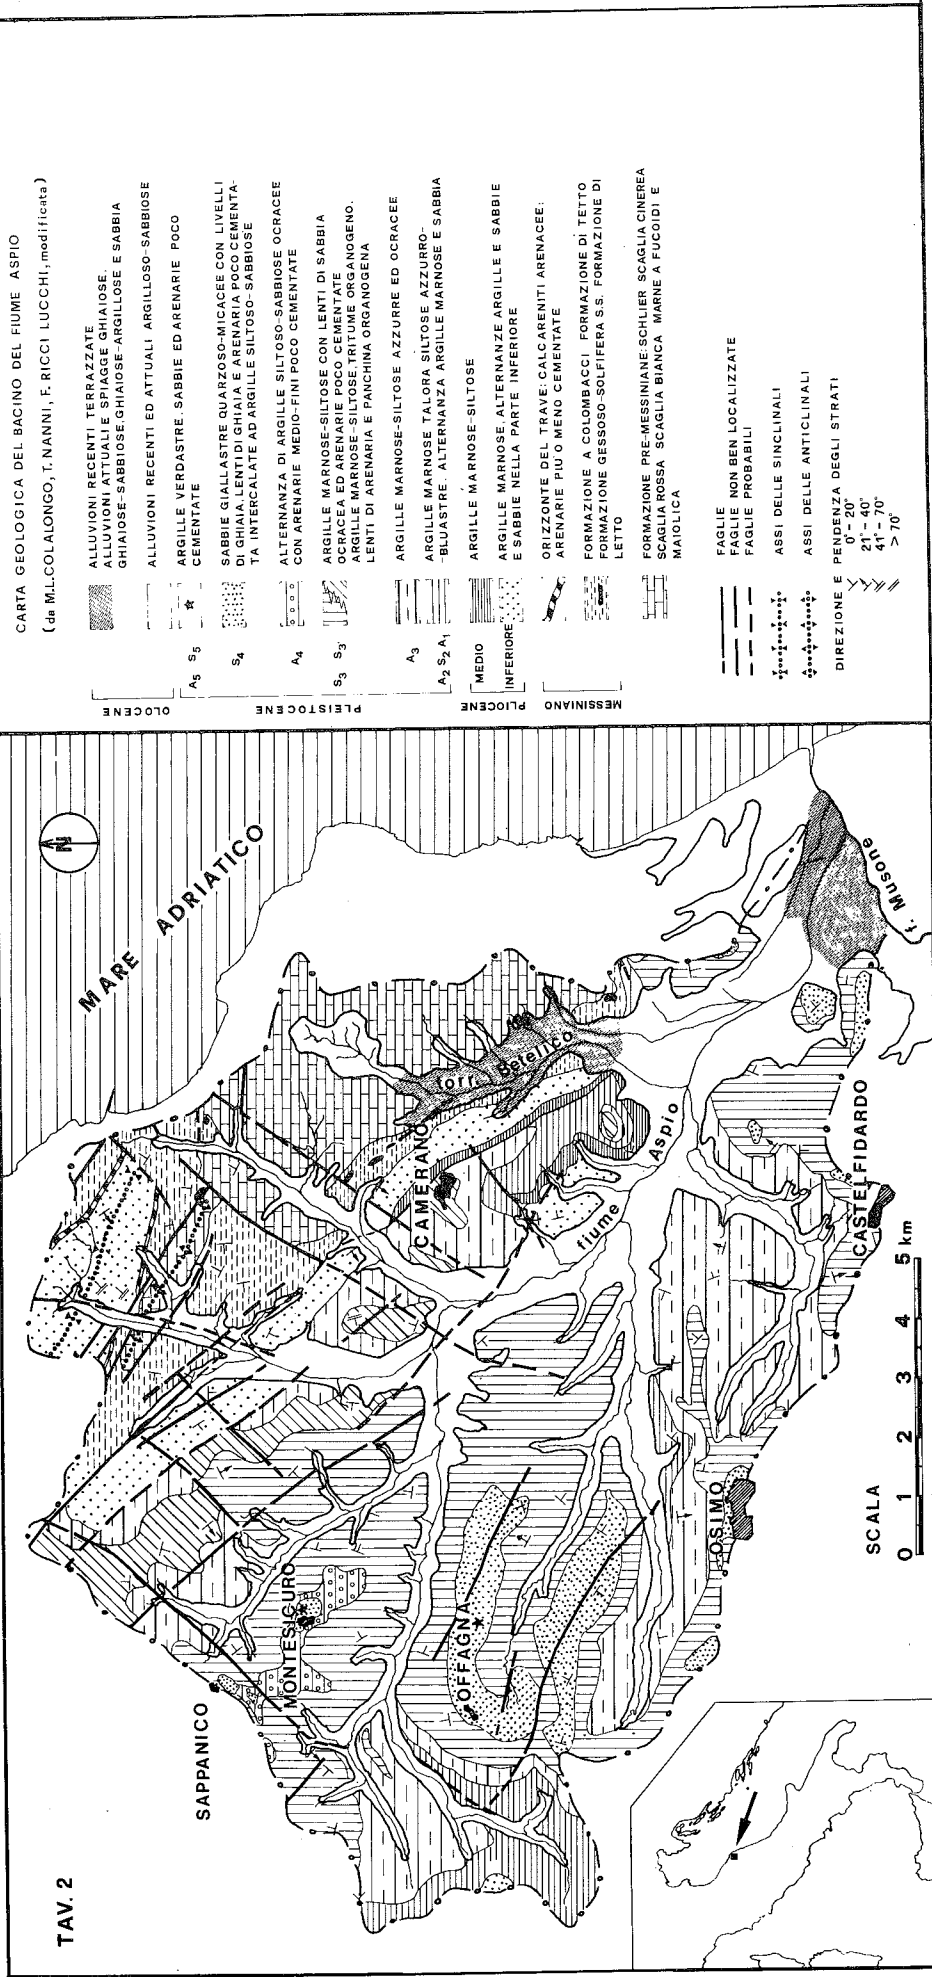 TAV. 2
CARTA GEOLOGICA DEL BACINO DEL FIUME ASPIO
(da M.L.COLALONGO, T. NANNI, F. RICCI LUCCHI, modificata)
OLOCENE
ALLUVIONI RECENTI TERRAZZATE
ALLUVIONI ATTUALI E SPIAGGE GHIAIOSE.
GHIAIOSE-SABBIOSE,GHIAIOSE-ARGILLOSE E SABBIA
ALLUVIONI RECENTI ED ATTUALI ARGILLOSO-SABBIOSE
PLEISTOCENE
A5 S5
ARGILLE VERDASTRE. SABBIE ED ARENARIE POCO
CEMENTATE
S4
SABBIE GIALLASTRE QUARZOSO-MICACEE CON LIVELLI
DI GHIAIA. LENTI DI GHIAIA E ARENARIA POCO CEMENTA-
TA INTERCALATE AD ARGILLE SILTOSO-SABBIOSE
A4
ALTERNANZA DI ARGILLE SILTOSO-SABBIOSE OCRACEE
CON ARENARIE MEDIO-FINI POCO CEMENTATE
S3 S3'
ARGILLE MARNOSE-SILTOSE CON LENTI DI SABBIA
OCRACEA ED ARENARIE POCO CEMENTATE
ARGILLE MARNOSE-SILTOSE,TRITUME ORGANOGENO.
LENTI DI ARENARIA E PANCHINA ORGANOGENA
A3
ARGILLE MARNOSE-SILTOSE AZZURRE ED OCRACEE
A2 S2 A1
ARGILLE MARNOSE TALORA SILTOSE AZZURRO-
-BLUASTRE. ALTERNANZA ARGILLE MARNOSE E SABBIA
PLIOCENE
MEDIO
ARGILLE MARNOSE-SILTOSE
INFERIORE
ARGILLE MARNOSE. ALTERNANZE ARGILLE E SABBIE
E SABBIE NELLA PARTE INFERIORE
MESSINIANO
ORIZZONTE DEL TRAVE: CALCARENITI ARENACEE;
ARENARIE PIU' O MENO CEMENTATE
FORMAZIONE A COLOMBACCI FORMAZIONE DI TETTO
FORMAZIONE GESSOSO-SOLFIFERA S.S. FORMAZIONE DI
LETTO
FORMAZIONI PRE-MESSINIANE:SCHLIER SCAGLIA CINEREA
SCAGLIA ROSSA SCAGLIA BIANCA MARNE A FUCOIDI E
MAIOLICA
FAGLIE
FAGLIE NON BEN LOCALIZZATE
FAGLIE PROBABILI
ASSI DELLE SINCLINALI
ASSI DELLE ANTICLINALI
DIREZIONE E PENDENZA DEGLI STRATI
0°- 20°
21°- 40°
41°- 70°
> 70°
N
MARE ADRIATICO
SAPPANICO
MONTESICURO
OFFAGNA
CAMERANO
torr. Betelico
fiume Aspio
OSIMO
CASTELFIDARDO
f. Musone
SCALA
0 1 2 3 4 5 km